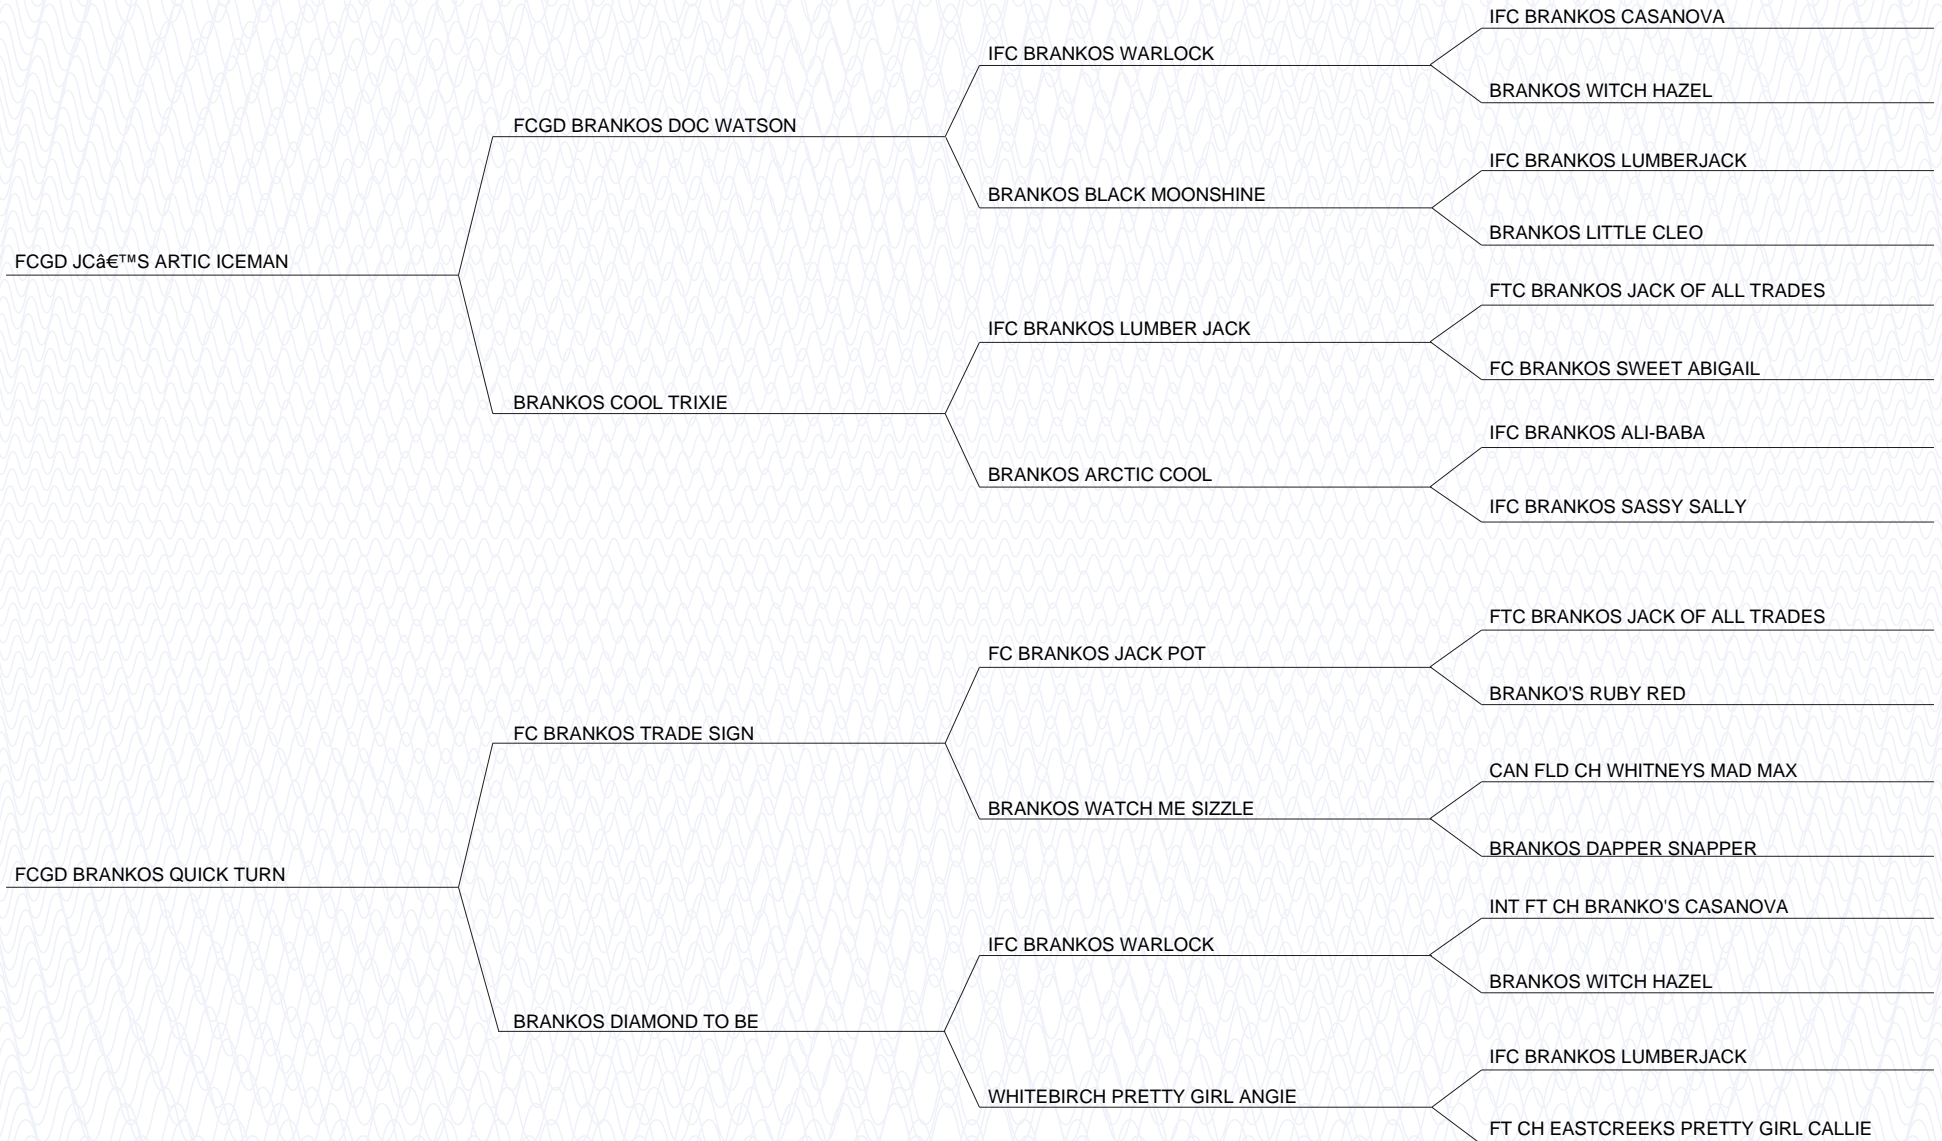 IFC BRANKOS CASANOVA
IFC BRANKOS WARLOCK
BRANKOS WITCH HAZEL
FCGD BRANKOS DOC WATSON
IFC BRANKOS LUMBERJACK
BRANKOS BLACK MOONSHINE
BRANKOS LITTLE CLEO
FCGD JCâ€™S ARTIC ICEMAN
FTC BRANKOS JACK OF ALL TRADES
IFC BRANKOS LUMBER JACK
FC BRANKOS SWEET ABIGAIL
BRANKOS COOL TRIXIE
IFC BRANKOS ALI-BABA
BRANKOS ARCTIC COOL
IFC BRANKOS SASSY SALLY
FTC BRANKOS JACK OF ALL TRADES
FC BRANKOS JACK POT
BRANKO'S RUBY RED
FC BRANKOS TRADE SIGN
CAN FLD CH WHITNEYS MAD MAX
BRANKOS WATCH ME SIZZLE
BRANKOS DAPPER SNAPPER
FCGD BRANKOS QUICK TURN
INT FT CH BRANKO'S CASANOVA
IFC BRANKOS WARLOCK
BRANKOS WITCH HAZEL
BRANKOS DIAMOND TO BE
IFC BRANKOS LUMBERJACK
WHITEBIRCH PRETTY GIRL ANGIE
FT CH EASTCREEKS PRETTY GIRL CALLIE